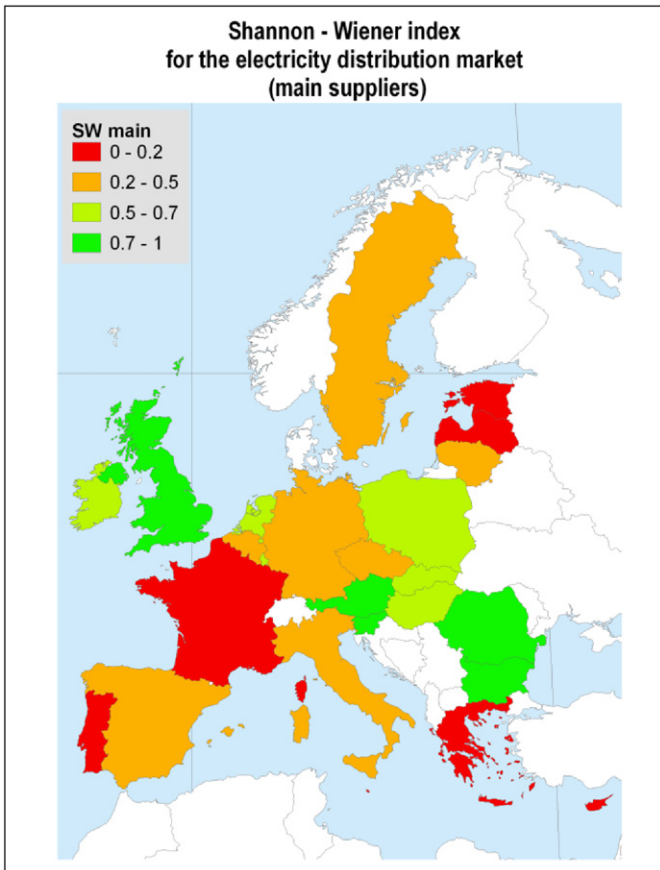 Shannon - Wiener index
for the electricity distribution market
(main suppliers)
SW main
0 - 0.2
0.2 - 0.5
0.5 - 0.7
0.7 - 1